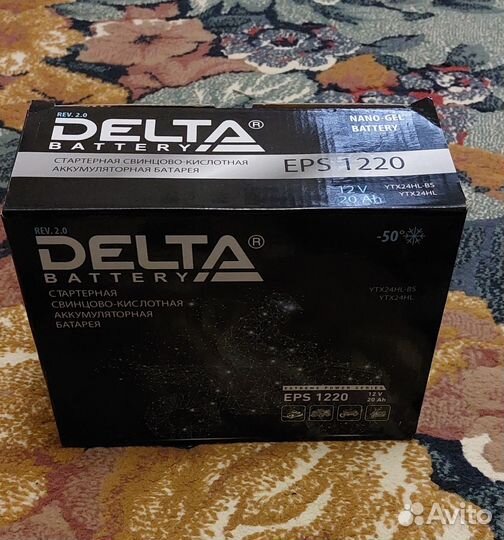 REV. 2.0
DELTA®
BATTERY
СТАРТЕРНАЯ СВИНЦОВО-КИСЛОТНАЯ
АККУМУЛЯТОРНАЯ БАТАРЕЯ
NANO-GEL
BATTERY
EPS 1220
12 V
20 Ah
YTX24HL-BS
YTX24HL
REV. 2.0
DELTA®
BATTERY
-50°
СТАРТЕРНАЯ
СВИНЦОВО-КИСЛОТНАЯ
АККУМУЛЯТОРНАЯ
БАТАРЕЯ
YTX24HL-BS
YTX24HL
EXTREME POWER SERIES
EPS 1220
12 V
20 Ah
Avito